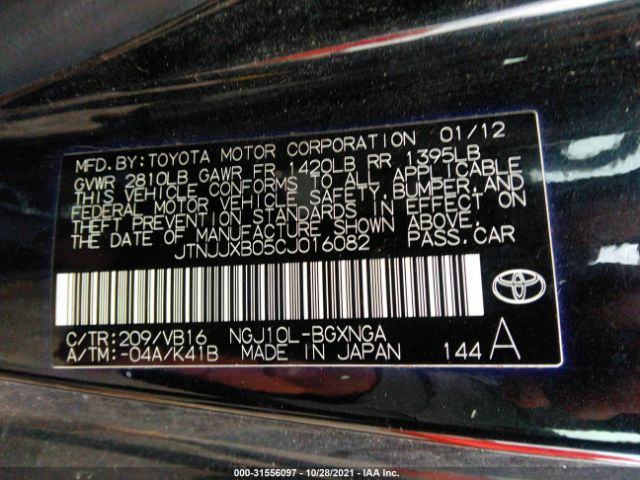 MFD. BY: TOYOTA MOTOR CORPORATION 01/12
GVWR 2810LB GAWR FR 1420LB RR 1395LB
THIS VEHICLE CONFORMS TO ALL APPLICABLE
FEDERAL MOTOR VEHICLE SAFETY, BUMPER, AND
THEFT PREVENTION STANDARDS IN EFFECT ON
THE DATE OF MANUFACTURE SHOWN ABOVE.
JTNJJXB05CJ016082 PASS. CAR
C/TR: 209/VB16 NGJ10L-BGXNGA
A/TM: -04A/K41B MADE IN JAPAN 144 A
000-31556097 | 10/28/2021 | IAA Inc.